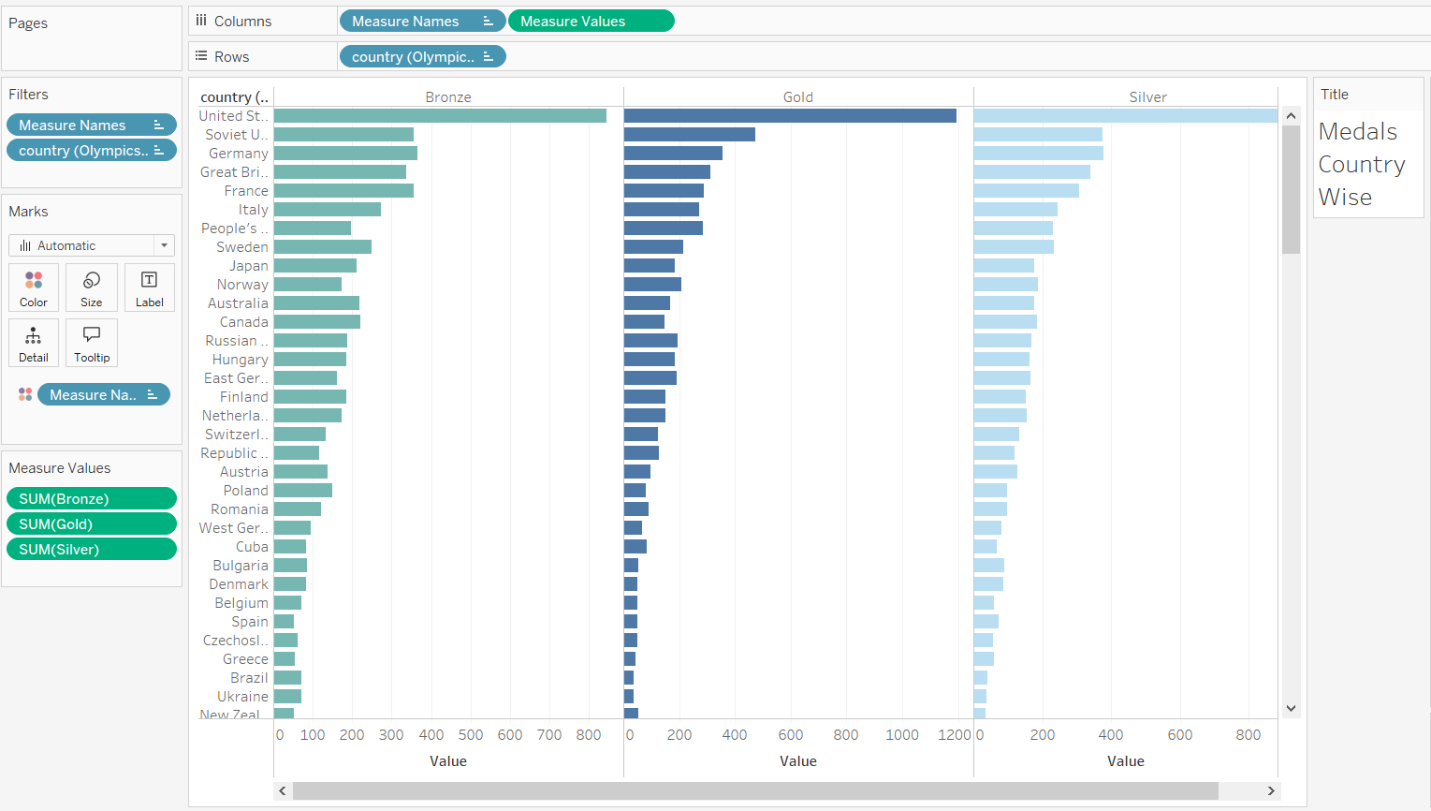 Pages
Columns
Measure Names
Measure Values
Rows
country (Olympic..
Filters
Measure Names
country (Olympics..
Marks
Automatic
Color
Size
Label
Detail
Tooltip
Measure Na..
Measure Values
SUM(Bronze)
SUM(Gold)
SUM(Silver)
country (.. Bronze Gold Silver
United St..
Soviet U..
Germany
Great Bri..
France
Italy
People's ..
Sweden
Japan
Norway
Australia
Canada
Russian ..
Hungary
East Ger..
Finland
Netherla..
Switzerl..
Republic ..
Austria
Poland
Romania
West Ger..
Cuba
Bulgaria
Denmark
Belgium
Spain
Czechosl..
Greece
Brazil
Ukraine
New Zeal..
0 100 200 300 400 500 600 700 800 0 200 400 600 800 1000 1200 0 200 400 600 800
Value Value Value
Title
Medals
Country
Wise